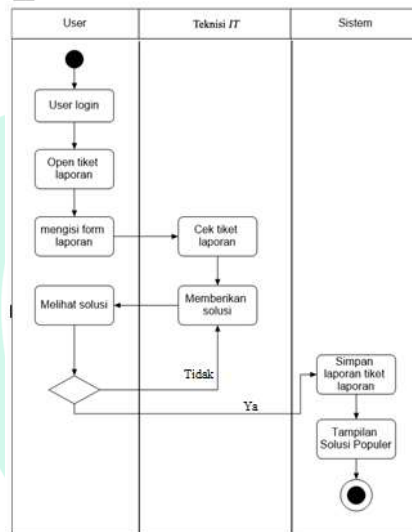 User
Teknisi IT
Sistem
User login
Open tiket
laporan
mengisi form
laporan
Cek tiket
laporan
Melihat solusi
Memberikan
solusi
Tidak
Ya
Simpan
laporan tiket
laporan
Tampilan
Solusi Populer